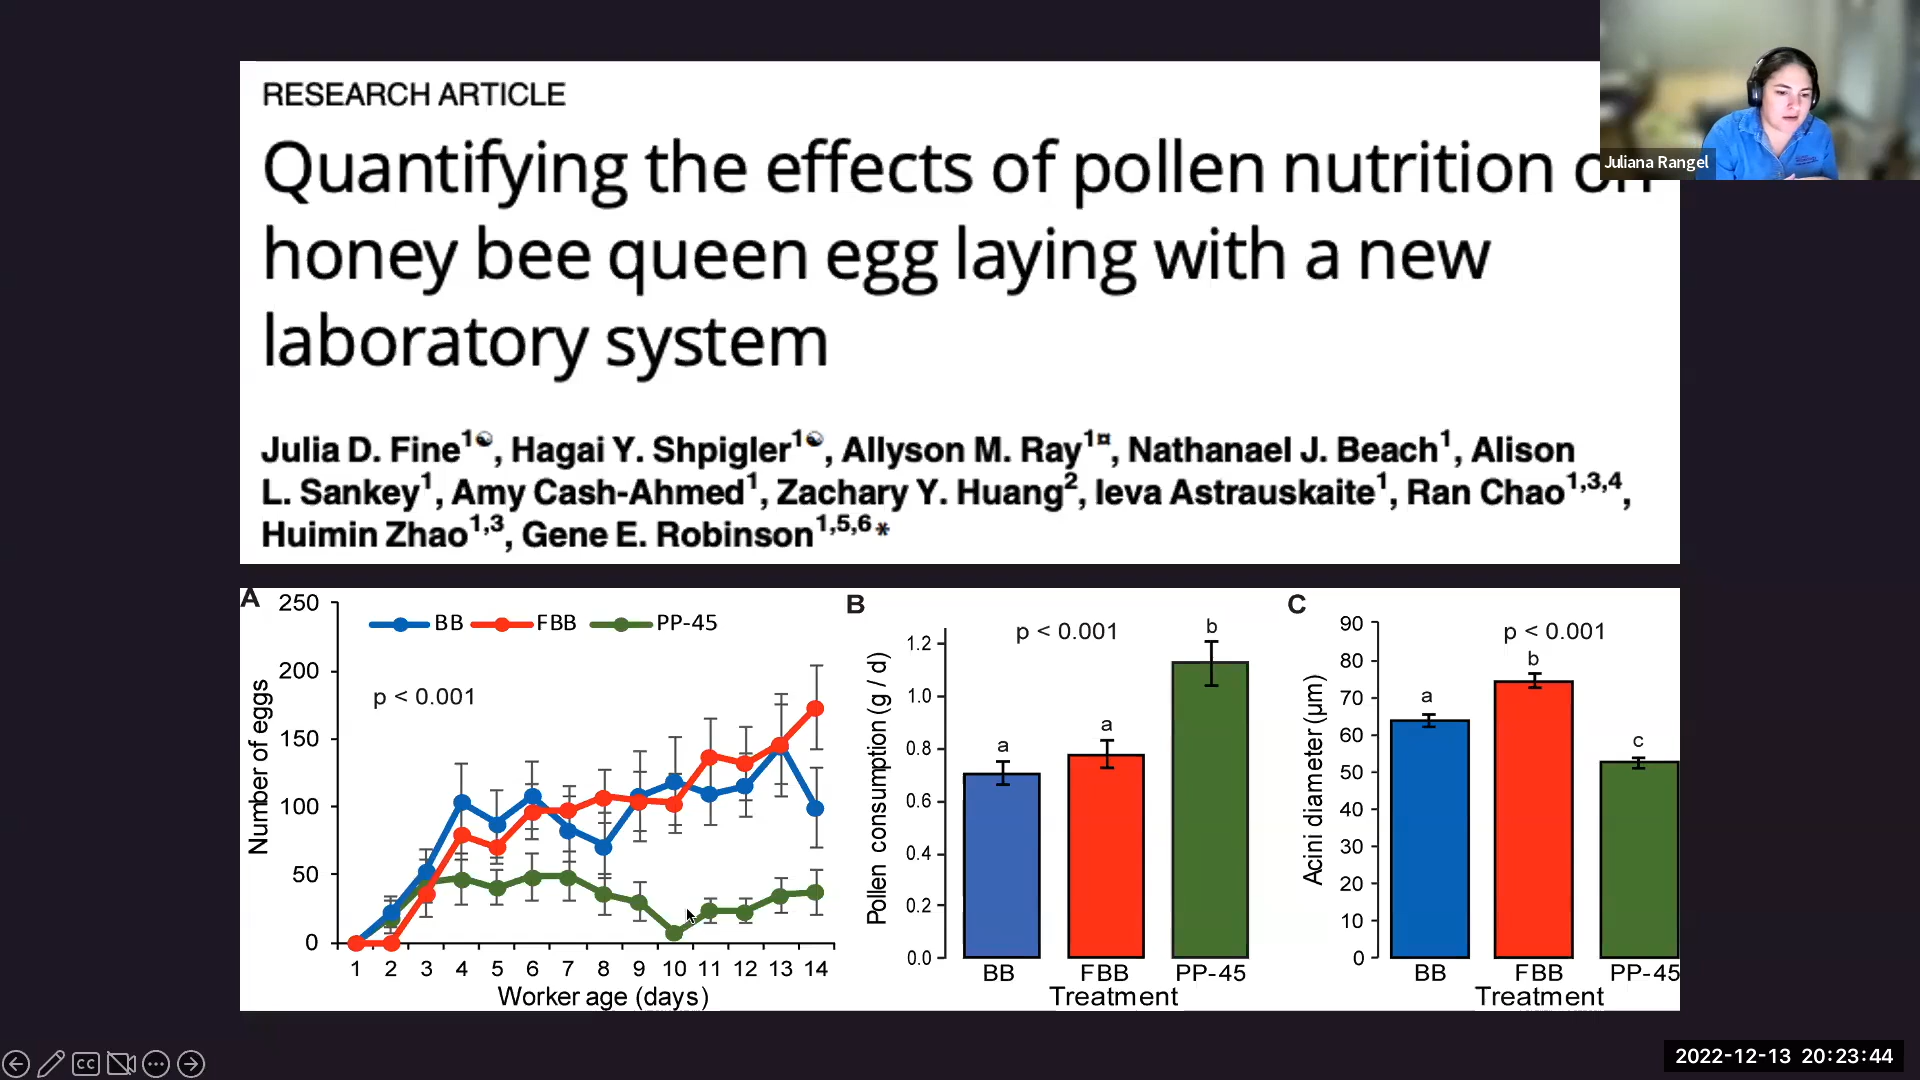 RESEARCH ARTICLE
Quantifying the effects of pollen nutrition on
honey bee queen egg laying with a new
laboratory system
Julia D. Fine1, Hagai Y. Shpigler1, Allyson M. Ray1¤, Nathanael J. Beach1, Alison
L. Sankey1, Amy Cash-Ahmed1, Zachary Y. Huang2, Ieva Astrauskaite1, Ran Chao1,3,4,
Huimin Zhao1,3, Gene E. Robinson1,5,6*
Juliana Rangel
A
250
200
150
100
50
0
Number of eggs
BB FBB PP-45
p < 0.001
1 2 3 4 5 6 7 8 9 10 11 12 13 14
Worker age (days)
B
1.2
1.0
0.8
0.6
0.4
0.2
0.0
Pollen consumption (g / d)
p < 0.001
a a b
BB FBB PP-45
Treatment
C
90
80
70
60
50
40
30
20
10
0
Acini diameter (µm)
p < 0.001
a b c
BB FBB PP-45
Treatment
CC
2022-12-13 20:23:44